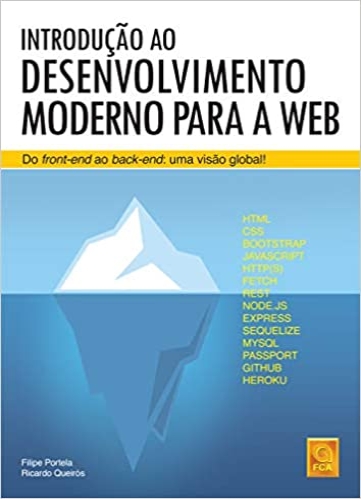 INTRODUÇÃO AO
DESENVOLVIMENTO
MODERNO PARA A WEB
Do front-end ao back-end: uma visão global!
HTML
CSS
BOOTSTRAP
JAVASCRIPT
HTTP(S)
FETCH
REST
NODE.JS
EXPRESS
SEQUELIZE
MYSQL
PASSPORT
GITHUB
HEROKU
Filipe Portela
Ricardo Queirós
FCA